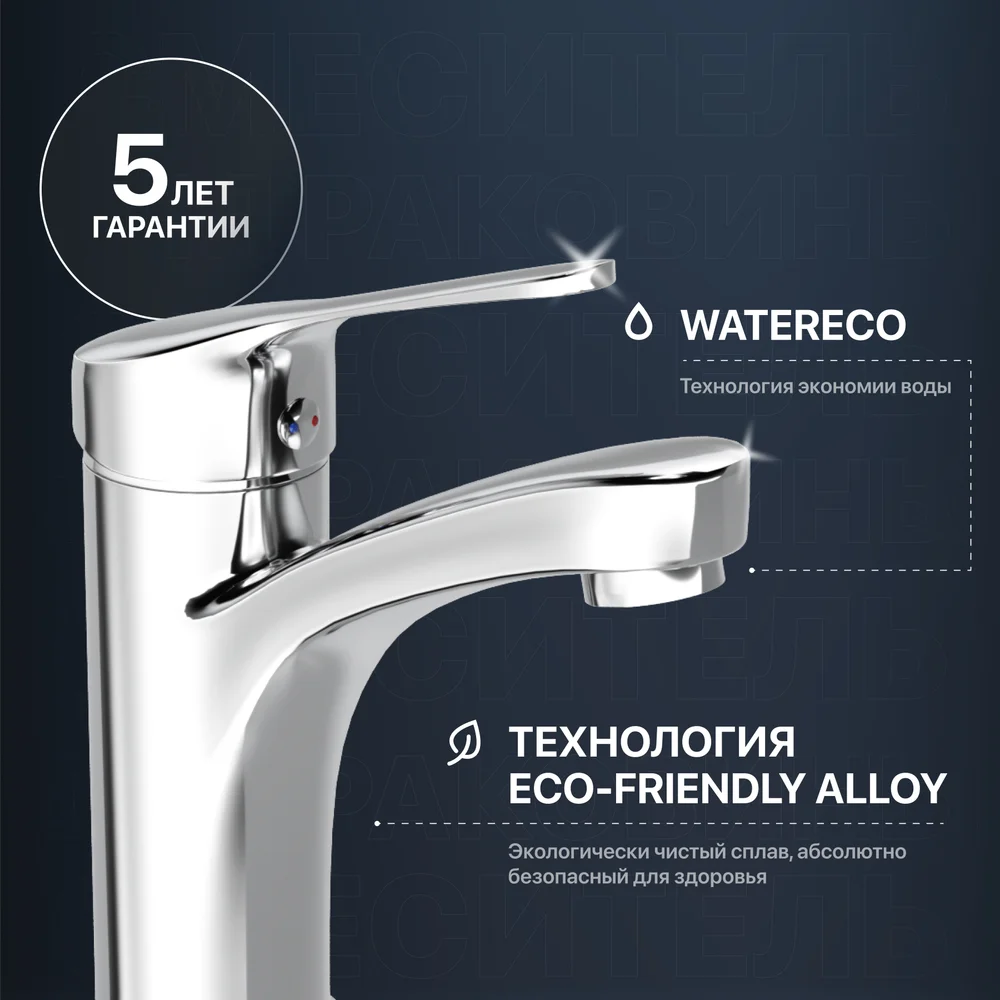 5 ЛЕТ
ГАРАНТИИ
WATERECO
Технология экономии воды
ТЕХНОЛОГИЯ
ECO-FRIENDLY ALLOY
Экологически чистый сплав, абсолютно
безопасный для здоровья